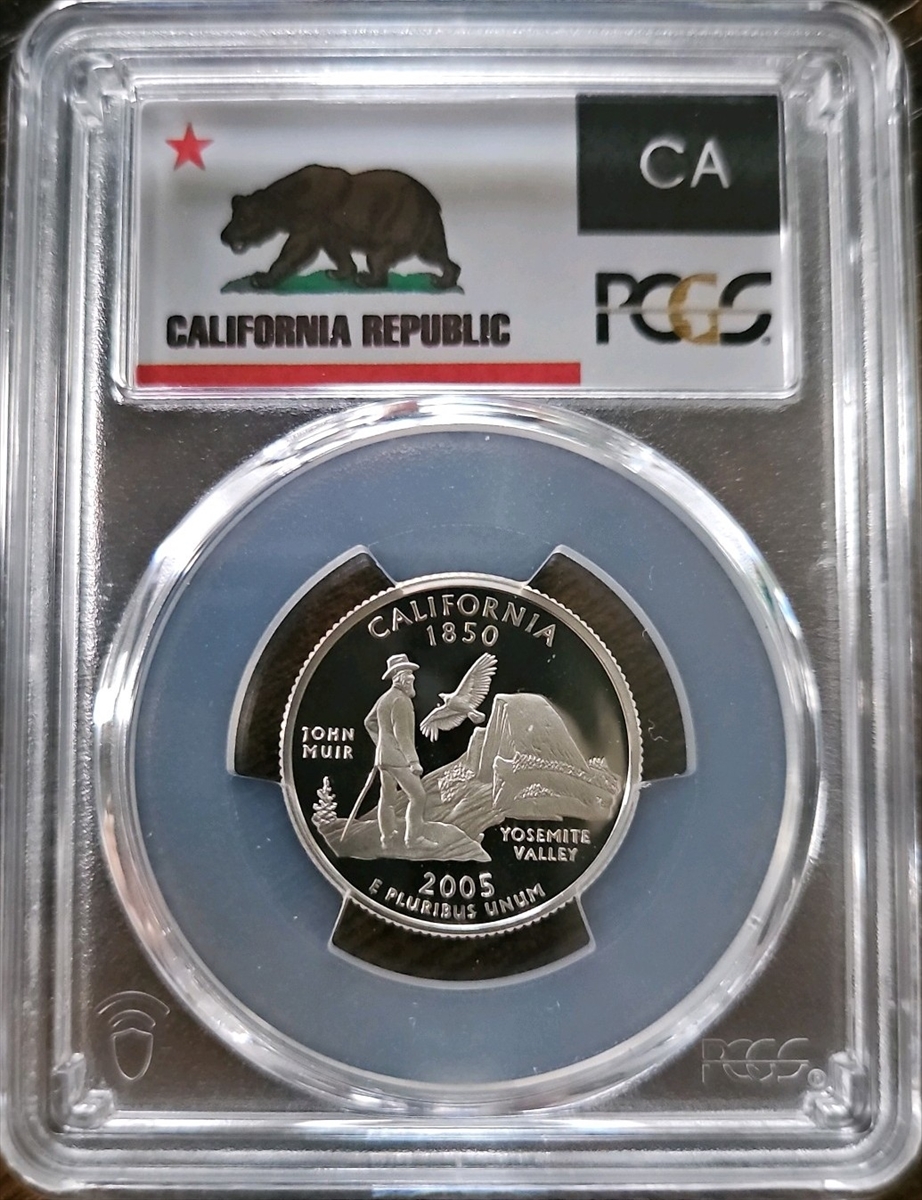 CA
CALIFORNIA REPUBLIC
PCGS.
CALIFORNIA
1850
JOHN
MUIR
YOSEMITE
VALLEY
2005
E PLURIBUS UNUM
PCGS®